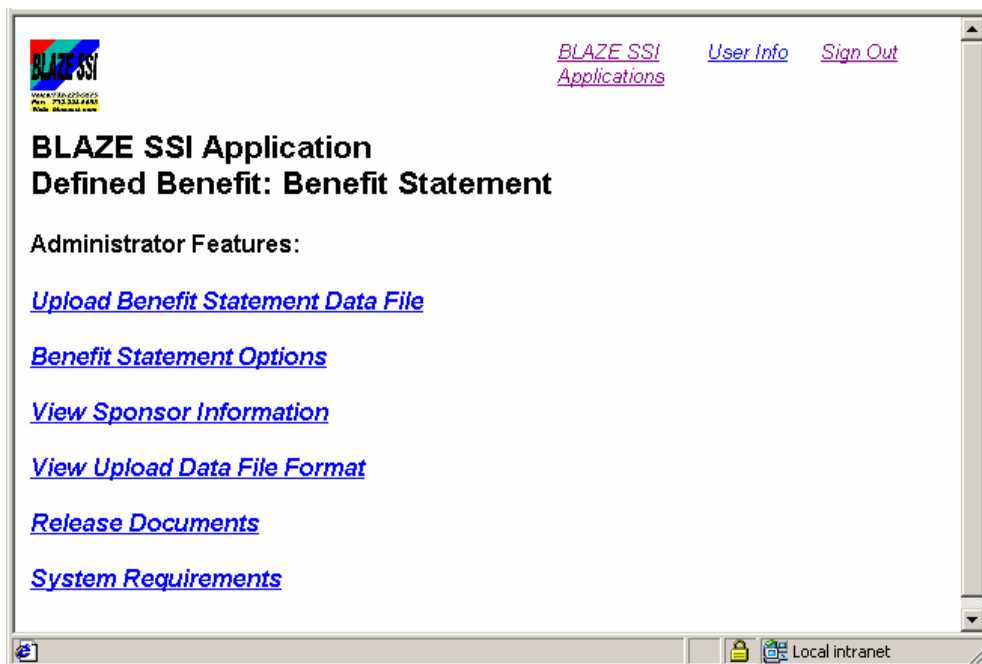 BLAZE SSI
BLAZE SSI
Applications
User Info
Sign Out
BLAZE SSI Application
Defined Benefit: Benefit Statement
Administrator Features:
Upload Benefit Statement Data File
Benefit Statement Options
View Sponsor Information
View Upload Data File Format
Release Documents
System Requirements
Local intranet